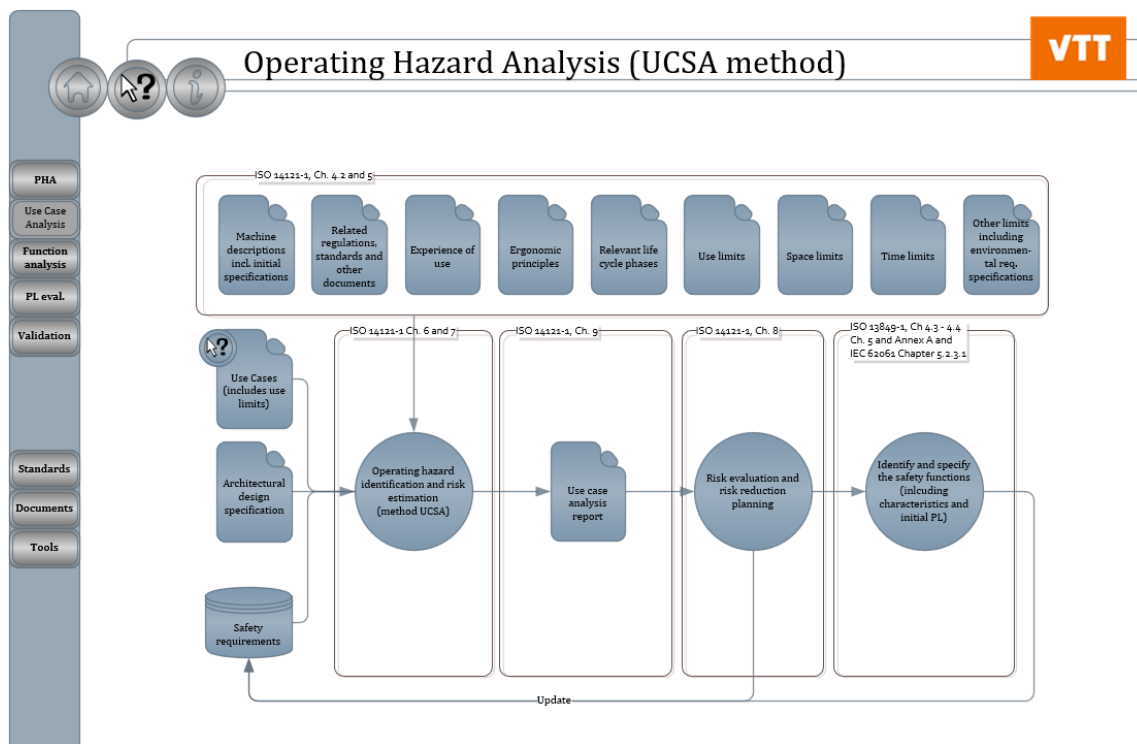 VTT
Operating Hazard Analysis (UCSA method)
?
i
PHA
Use Case
Analysis
Function
analysis
PL eval.
Validation
Standards
Documents
Tools
ISO 14121-1, Ch. 4.2 and 5
Machine
descriptions
incl. initial
specifications
Related
regulations,
standards and
other
documents
Experience of
use
Ergonomic
principles
Relevant life
cycle phases
Use limits
Space limits
Time limits
Other limits
including
environmen-
tal req.
specifications
?
Use Cases
(includes use
limits)
Architectural
design
specification
Safety
requirements
ISO 14121-1 Ch. 6 and 7
Operating hazard
identification and risk
estimation
(method UCSA)
ISO 14121-1, Ch. 9
Use case
analysis
report
ISO 14121-1, Ch. 8
Risk evaluation and
risk reduction
planning
ISO 13849-1, Ch 4.3 - 4.4
Ch. 5 and Annex A and
IEC 62061 Chapter 5.2.3.1
Identify and specify
the safety functions
(inlcuding
characteristics and
initial PL)
Update